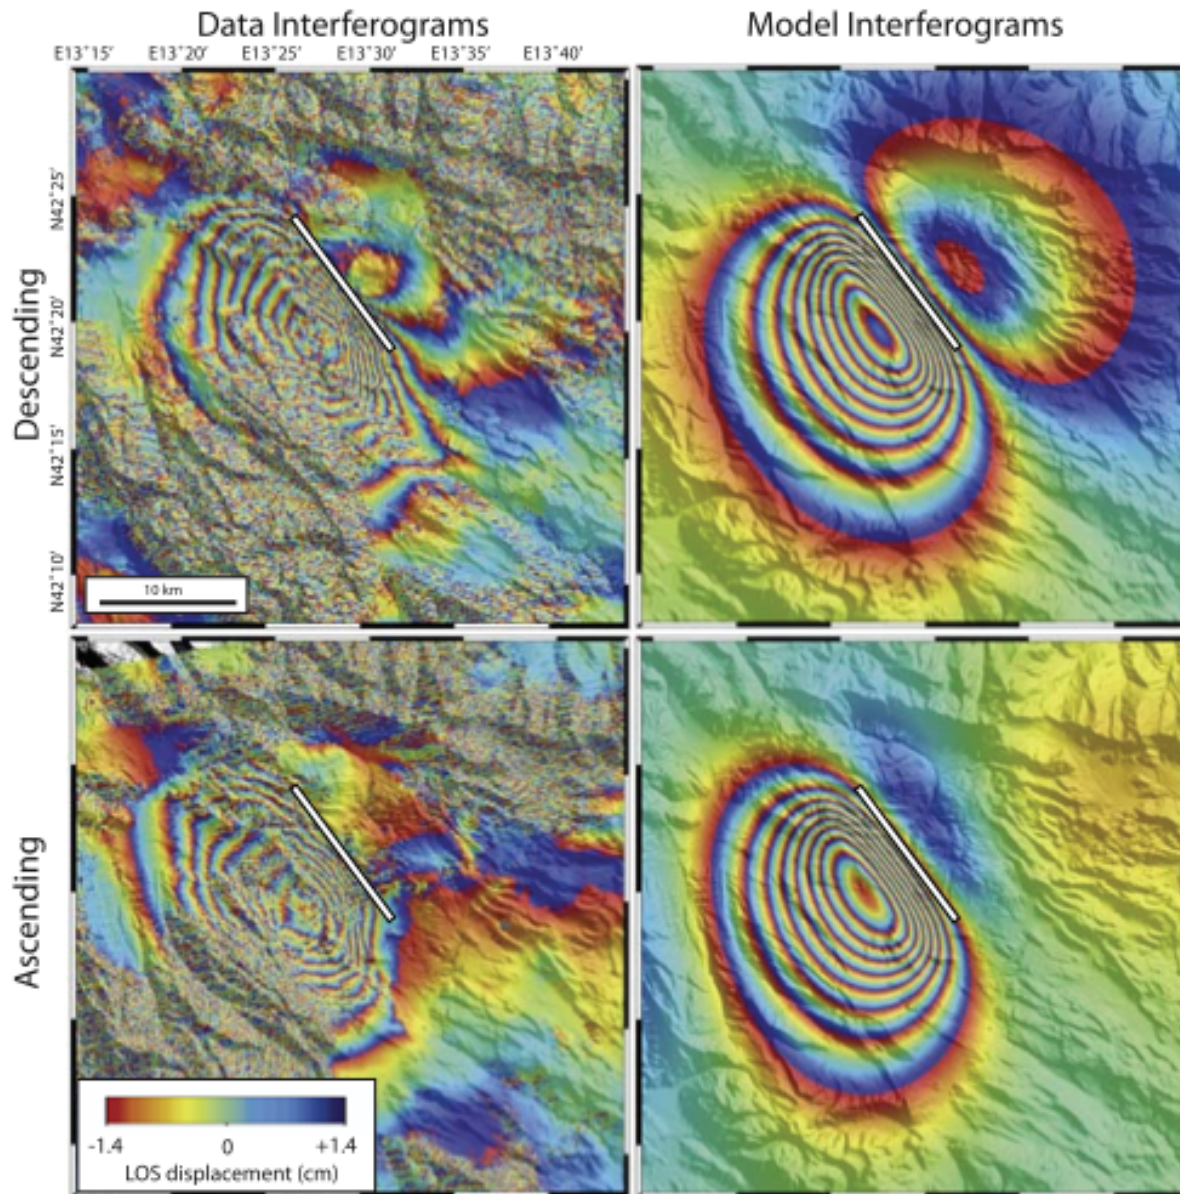 Data Interferograms
Model Interferograms
E13°15' E13°20' E13°25' E13°30' E13°35' E13°40'
Descending
N42°25'
N42°20'
N42°15'
N42°10'
10 km
Ascending
-1.4 0 +1.4
LOS displacement (cm)